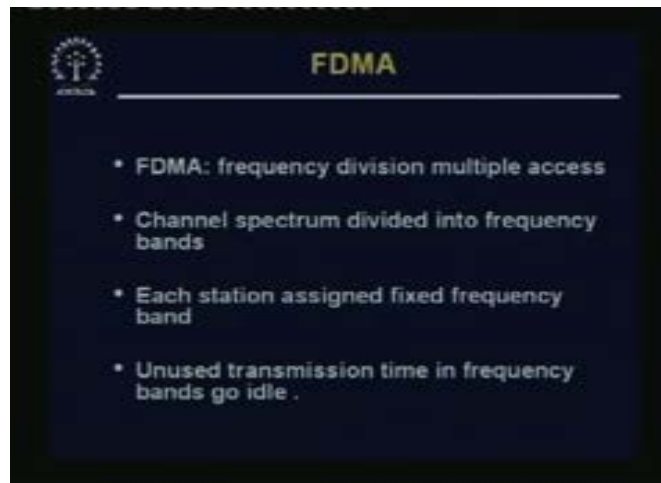 FDMA
• FDMA: frequency division multiple access
• Channel spectrum divided into frequency
bands
• Each station assigned fixed frequency
band
• Unused transmission time in frequency
bands go idle .